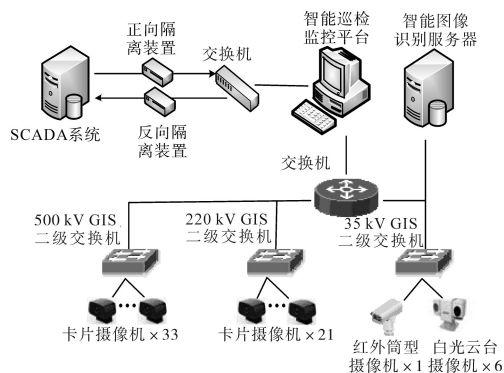 正向隔
离装置
交换机
智能巡检
监控平台
智能图像
识别服务器
SCADA系统
反向隔
离装置
交换机
500 kV GIS
二级交换机
220 kV GIS
二级交换机
35 kV GIS
二级交换机
卡片摄像机×33
卡片摄像机×21
红外筒型
摄像机×1
白光云台
摄像机×6